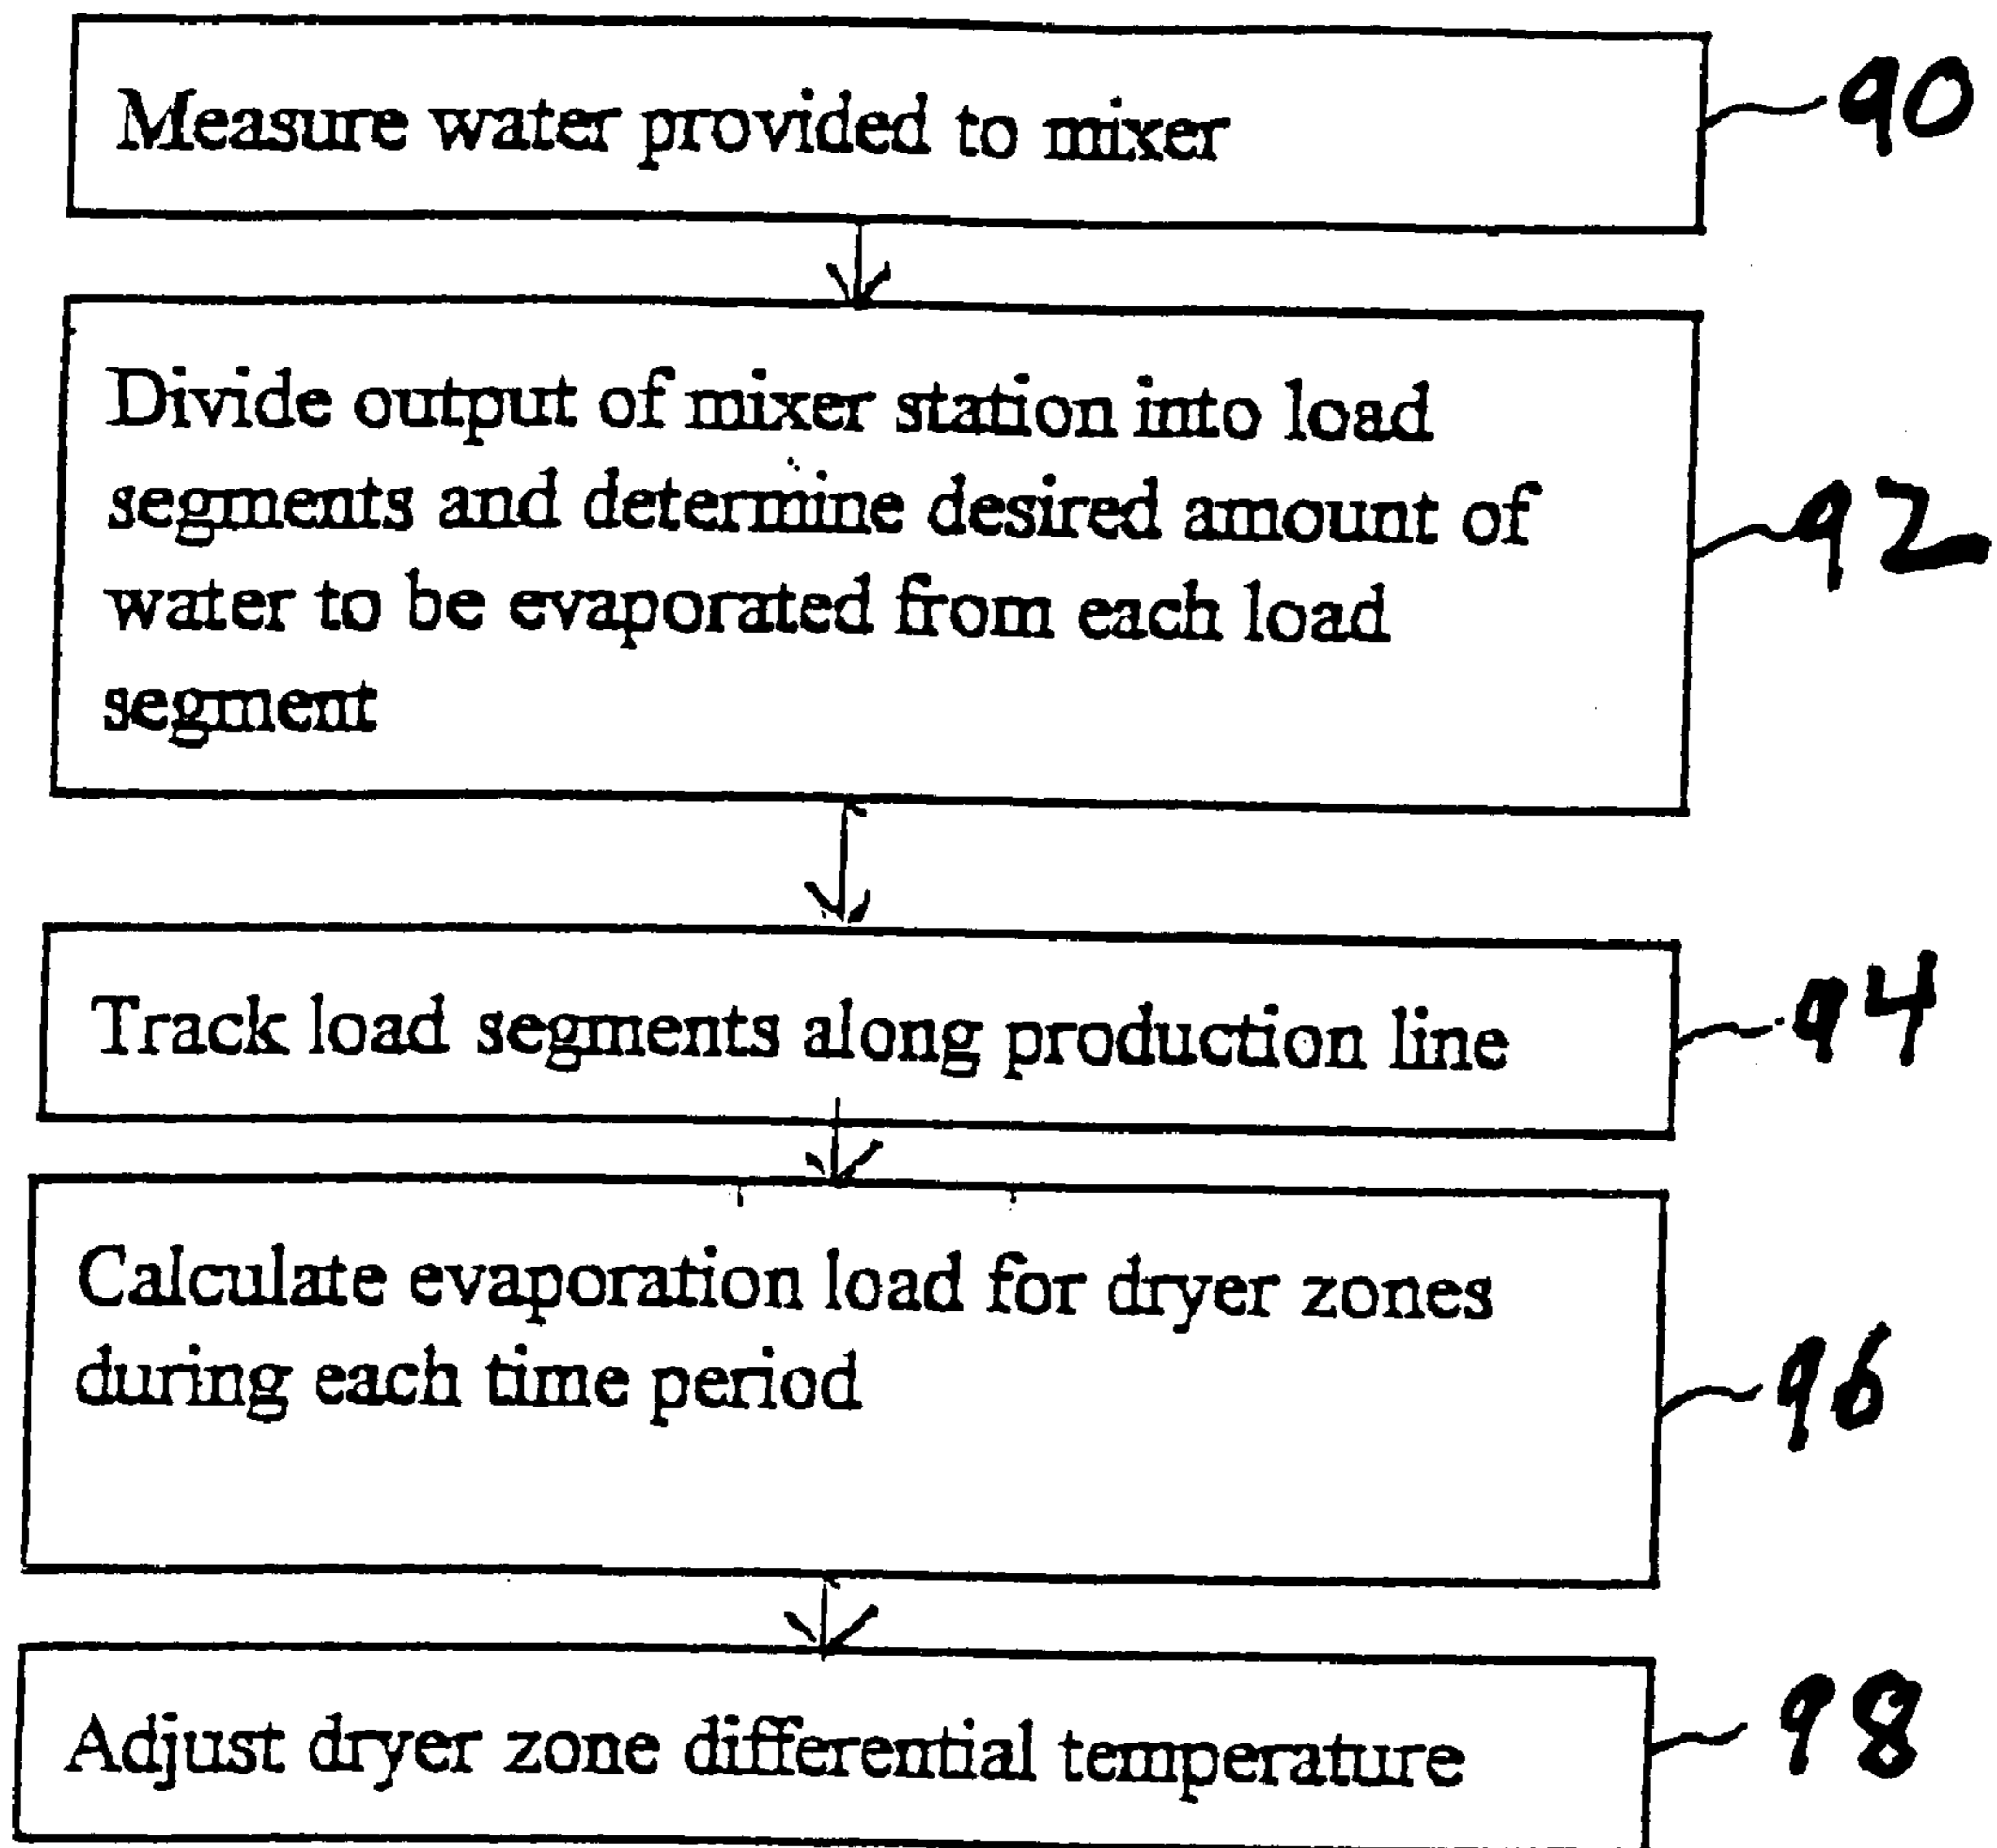 Measure water provided to mixer
90
Divide output of mixer station into load
segments and determine desired amount of
water to be evaporated from each load
segment
92
Track load segments along production line
94
Calculate evaporation load for dryer zones
during each time period
96
Adjust dryer zone differential temperature
98